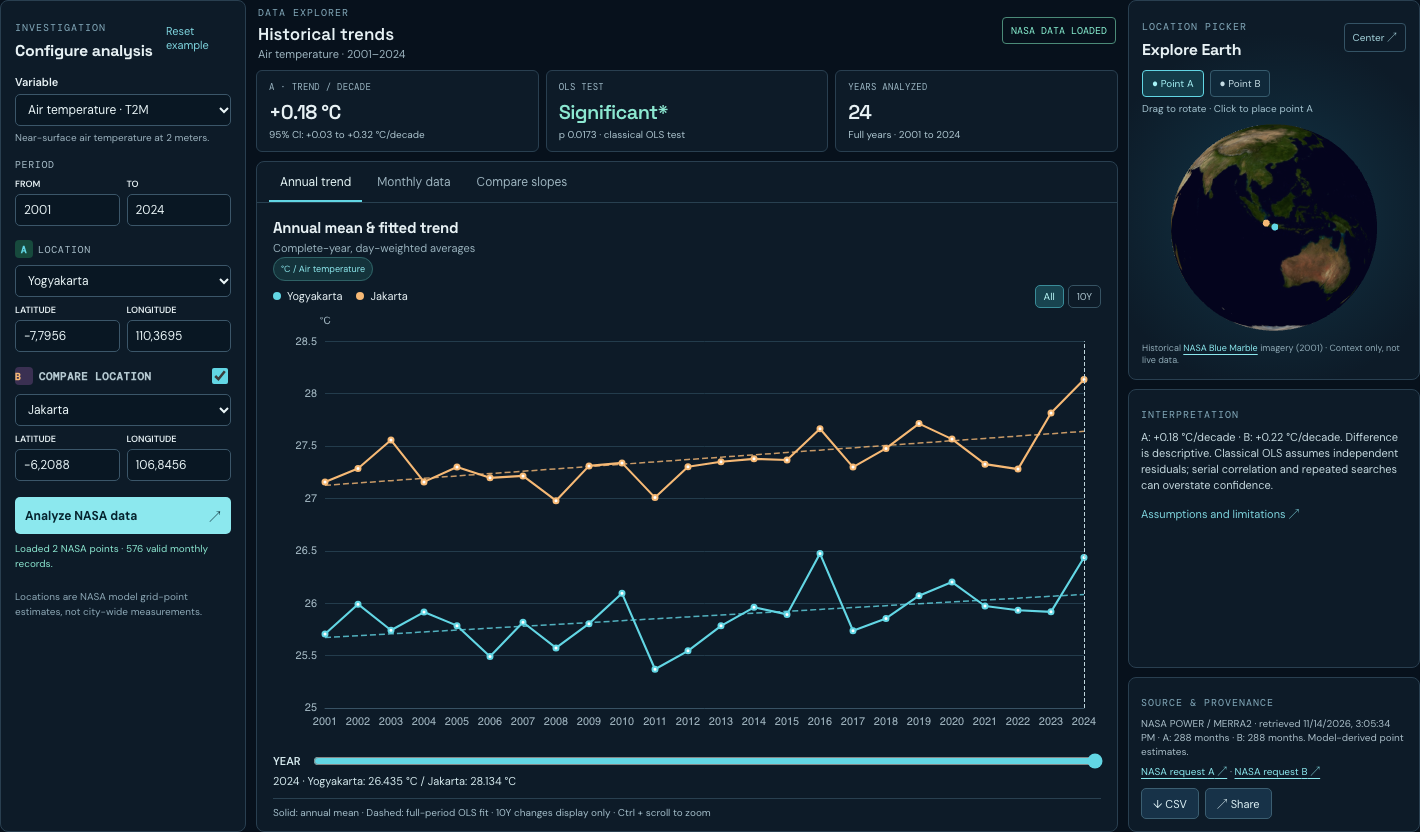 INVESTIGATION
Configure analysis
Reset
example
Variable
Air temperature · T2M
Near-surface air temperature at 2 meters.
PERIOD
FROM TO
2001 2024
A LOCATION
Yogyakarta
LATITUDE LONGITUDE
-7,7956 110,3695
B COMPARE LOCATION
Jakarta
LATITUDE LONGITUDE
-6,2088 106,8456
Analyze NASA data ↗
Loaded 2 NASA points · 576 valid monthly
records.
Locations are NASA model grid-point
estimates, not city-wide measurements.
DATA EXPLORER
Historical trends
Air temperature · 2001–2024
NASA DATA LOADED
A · TREND / DECADE
+0.18 °C
95% CI: +0.03 to +0.32 °C/decade
OLS TEST
Significant*
p 0.0173 · classical OLS test
YEARS ANALYZED
24
Full years · 2001 to 2024
Annual trend Monthly data Compare slopes
Annual mean & fitted trend
Complete-year, day-weighted averages
°C / Air temperature
Yogyakarta Jakarta
All 10Y
°C
28.5
28
27.5
27
26.5
26
25.5
25
2001 2002 2003 2004 2005 2006 2007 2008 2009 2010 2011 2012 2013 2014 2015 2016 2017 2018 2019 2020 2021 2022 2023 2024
YEAR
2024 · Yogyakarta: 26.435 °C / Jakarta: 28.134 °C
Solid: annual mean · Dashed: full-period OLS fit · 10Y changes display only · Ctrl + scroll to zoom
LOCATION PICKER
Explore Earth
Center ↗
● Point A ● Point B
Drag to rotate · Click to place point A
Historical NASA Blue Marble imagery (2001) · Context only, not
live data.
INTERPRETATION
A: +0.18 °C/decade · B: +0.22 °C/decade. Difference
is descriptive. Classical OLS assumes independent
residuals; serial correlation and repeated searches
can overstate confidence.
Assumptions and limitations ↗
SOURCE & PROVENANCE
NASA POWER / MERRA2 · retrieved 11/14/2026, 3:05:34
PM · A: 288 months · B: 288 months. Model-derived point
estimates.
NASA request A ↗ · NASA request B ↗
↓ CSV ↗ Share